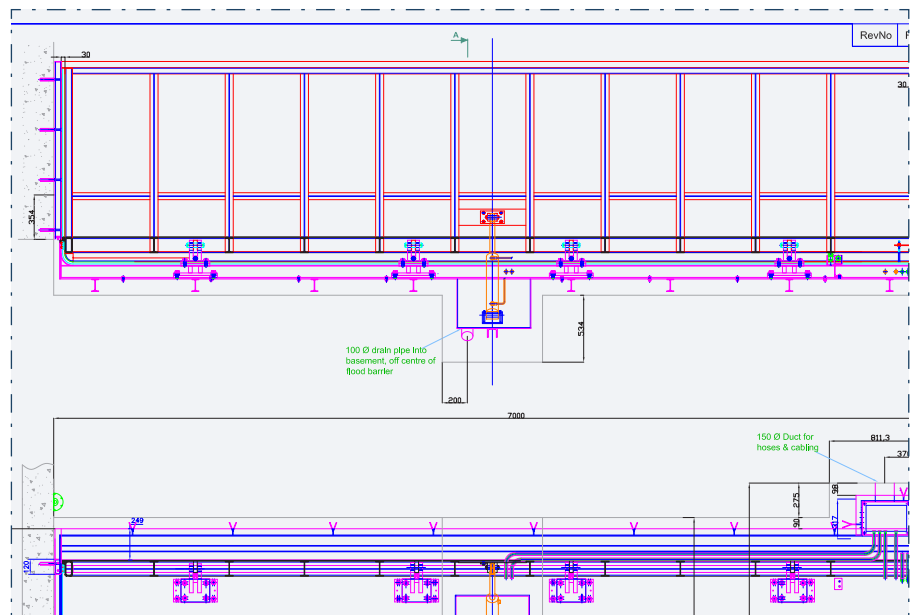 A
RevNo
30
30
354
534
100 Ø drain pipe Into
basement, off centre of
flood barrier
200
7000
150 Ø Duct for
hoses & cabling
811,3
275
98
249
90
120